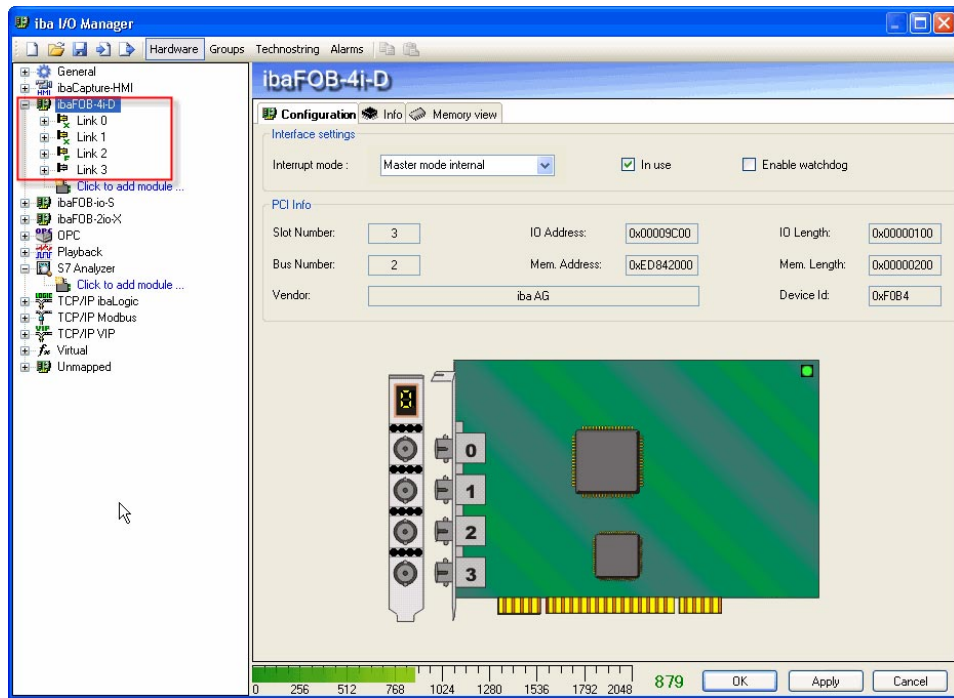 iba I/O Manager
Hardware Groups Technostring Alarms
General
ibaCapture-HMI
ibaFOB-4i-D
Link 0
Link 1
Link 2
Link 3
Click to add module ...
ibaFOB-io-S
ibaFOB-2io-X
OPC
Playback
S7 Analyzer
Click to add module ...
TCP/IP ibaLogic
TCP/IP Modbus
TCP/IP VIP
Virtual
Unmapped
ibaFOB-4i-D
Configuration Info Memory view
Interface settings
Interrupt mode : Master mode internal In use Enable watchdog
PCI Info
Slot Number: 3 IO Address: 0x00009C00 IO Length: 0x00000100
Bus Number: 2 Mem. Address: 0xED842000 Mem. Length: 0x00000200
Vendor: iba AG Device Id: 0xF0B4
0
1
2
3
0 256 512 768 1024 1280 1536 1792 2048 879 OK Apply Cancel